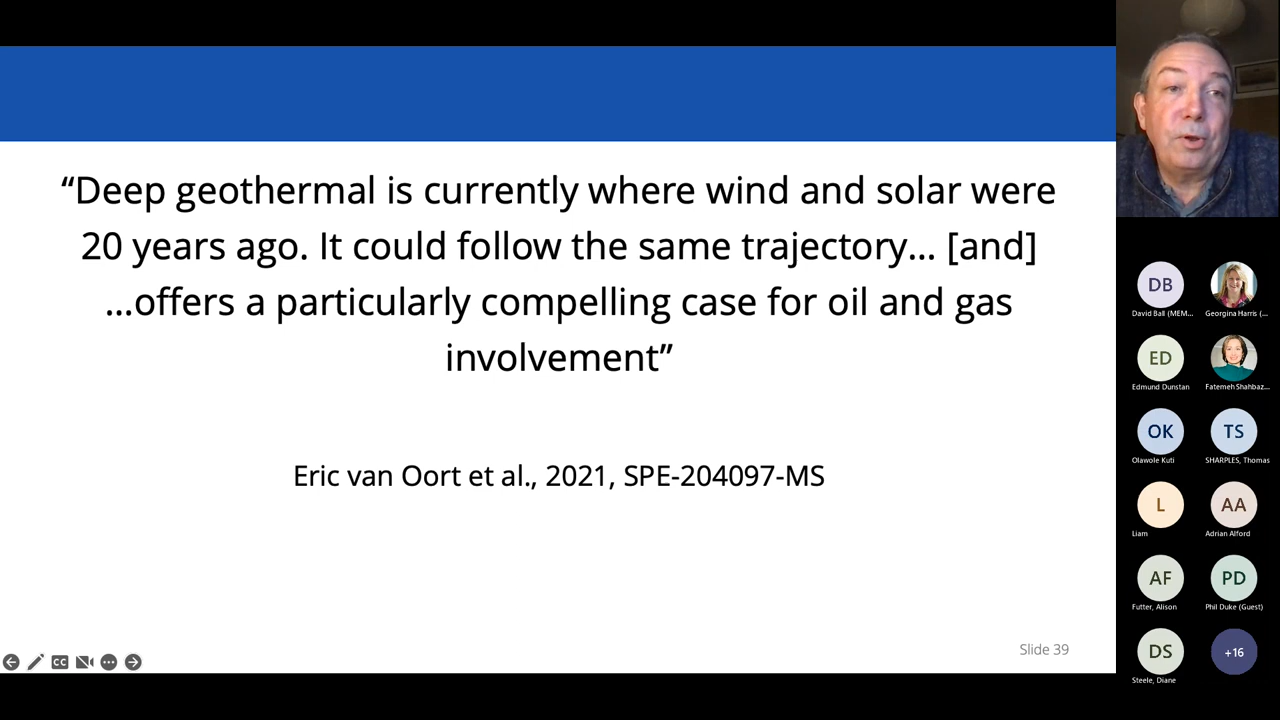 “Deep geothermal is currently where wind and solar were
20 years ago. It could follow the same trajectory… [and]
…offers a particularly compelling case for oil and gas
involvement”
Eric van Oort et al., 2021, SPE-204097-MS
Slide 39
CC
DB
David Ball (MEM...
Georgina Harris (...
ED
Edmund Dunstan
Fatemeh Shahbaz...
OK
Olawole Kuti
TS
SHARPLES, Thomas
L
Liam
AA
Adrian Alford
AF
Futter, Alison
PD
Phil Duke (Guest)
DS
Steele, Diane
+16